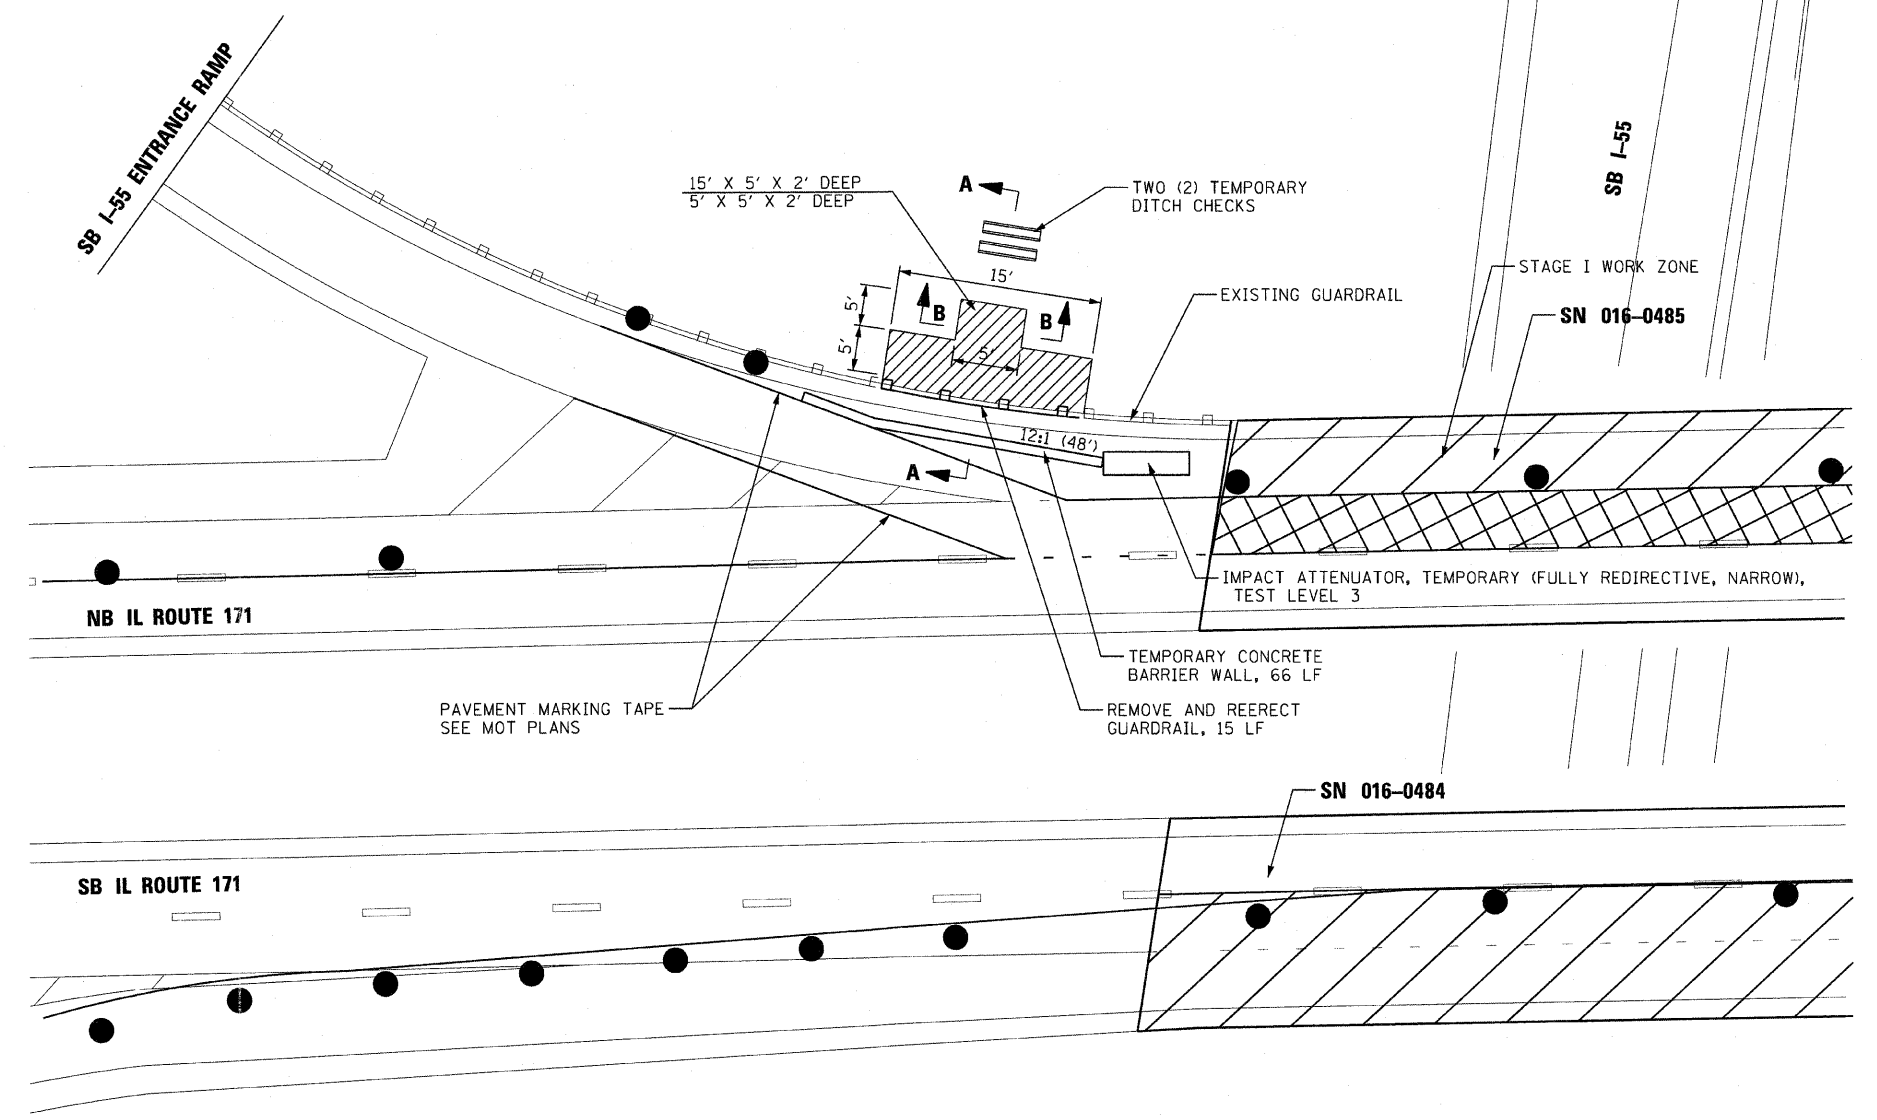 SB I-55 ENTRANCE RAMP
15' X 5' X 2' DEEP
5' X 5' X 2' DEEP
A
TWO (2) TEMPORARY
DITCH CHECKS
SB I-55
15'
STAGE I WORK ZONE
5'
B
B
EXISTING GUARDRAIL
SN 016-0485
5'
5'
12:1 (48')
A
IMPACT ATTENUATOR, TEMPORARY (FULLY REDIRECTIVE, NARROW),
TEST LEVEL 3
NB IL ROUTE 171
TEMPORARY CONCRETE
BARRIER WALL, 66 LF
PAVEMENT MARKING TAPE
SEE MOT PLANS
REMOVE AND REERECT
GUARDRAIL, 15 LF
SN 016-0484
SB IL ROUTE 171